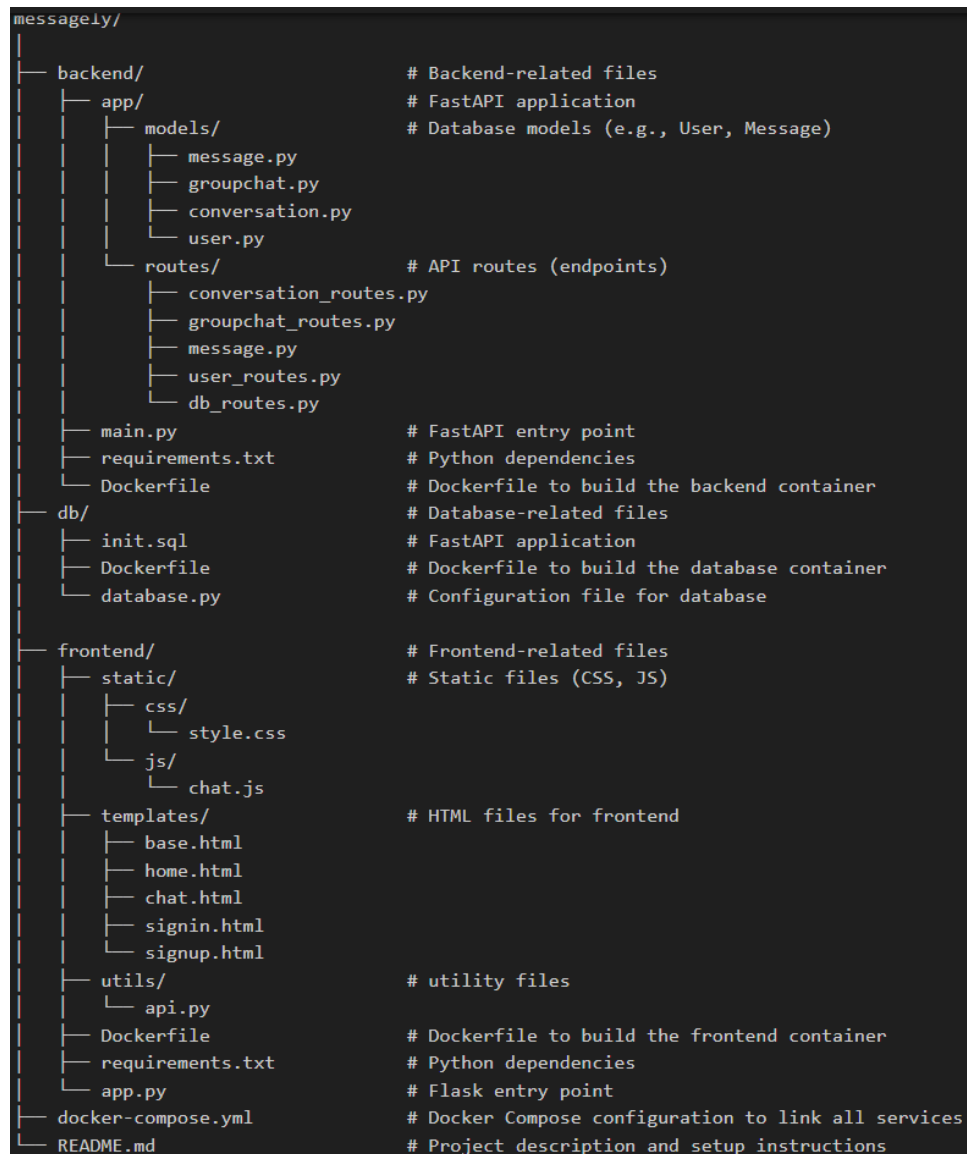 messagely/
│
├── backend/                        # Backend-related files
│   ├── app/                        # FastAPI application
│   │   ├── models/                 # Database models (e.g., User, Message)
│   │   │   ├── message.py
│   │   │   ├── groupchat.py
│   │   │   ├── conversation.py
│   │   │   └── user.py
│   │   └── routes/                 # API routes (endpoints)
│   │       ├── conversation_routes.py
│   │       ├── groupchat_routes.py
│   │       ├── message.py
│   │       ├── user_routes.py
│   │       └── db_routes.py
│   ├── main.py                     # FastAPI entry point
│   ├── requirements.txt            # Python dependencies
│   └── Dockerfile                  # Dockerfile to build the backend container
├── db/                             # Database-related files
│   ├── init.sql                    # FastAPI application
│   ├── Dockerfile                  # Dockerfile to build the database container
│   └── database.py                 # Configuration file for database
│
├── frontend/                       # Frontend-related files
│   ├── static/                     # Static files (CSS, JS)
│   │   ├── css/
│   │   │   └── style.css
│   │   └── js/
│   │       └── chat.js
│   ├── templates/                  # HTML files for frontend
│   │   ├── base.html
│   │   ├── home.html
│   │   ├── chat.html
│   │   ├── signin.html
│   │   └── signup.html
│   ├── utils/                      # utility files
│   │   └── api.py
│   ├── Dockerfile                  # Dockerfile to build the frontend container
│   ├── requirements.txt            # Python dependencies
│   └── app.py                      # Flask entry point
├── docker-compose.yml              # Docker Compose configuration to link all services
└── README.md                       # Project description and setup instructions